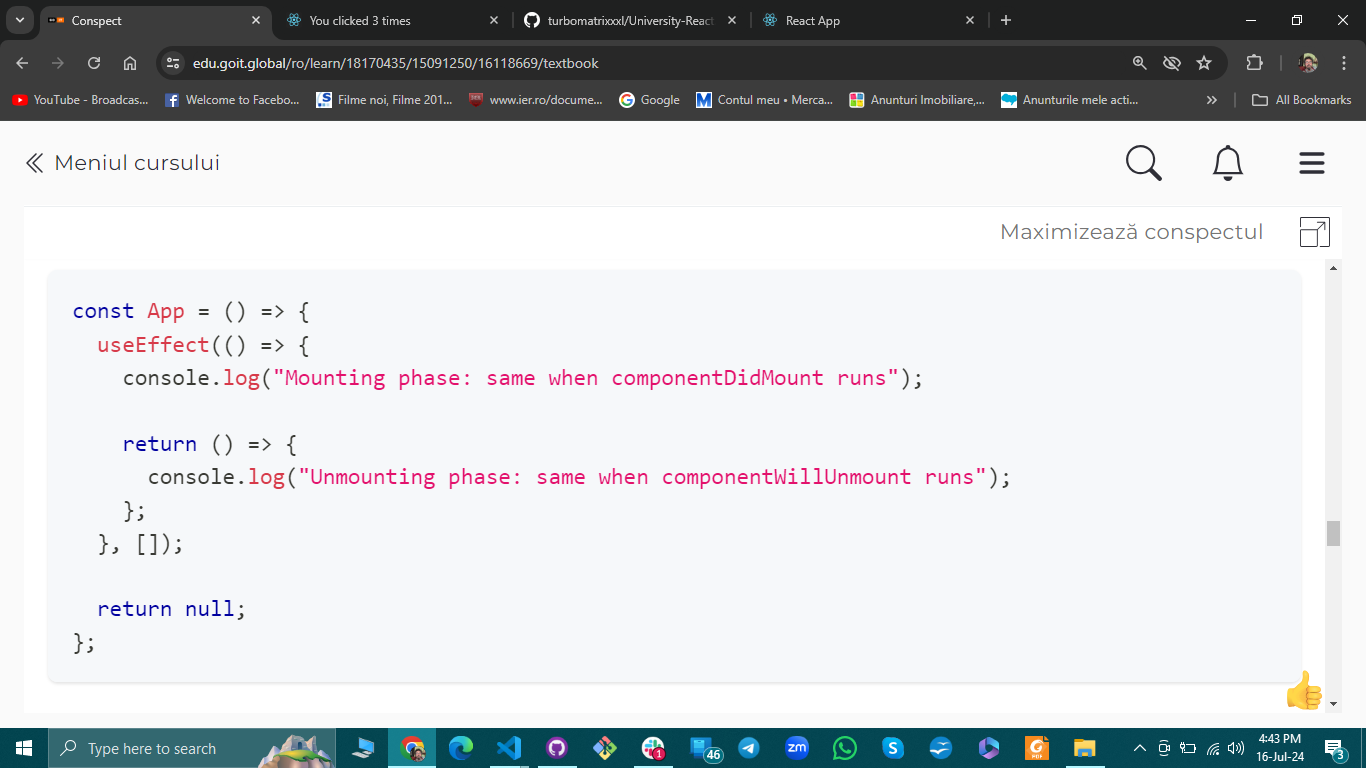 Conspect
You clicked 3 times
turbomatrixxxl/University-React
React App
edu.goit.global/ro/learn/18170435/15091250/16118669/textbook
YouTube - Broadcas...
Welcome to Facebo...
Filme noi, Filme 201...
www.ier.ro/docume...
Google
Contul meu • Merca...
Anunturi Imobiliare,...
Anunturile mele acti...
All Bookmarks
Meniul cursului
Maximizează conspectul
const App = () => {
useEffect(() => {
console.log("Mounting phase: same when componentDidMount runs");
return () => {
console.log("Unmounting phase: same when componentWillUnmount runs");
};
}, []);
return null;
};
Type here to search
1
46
zm
4:43 PM
16-Jul-24
3